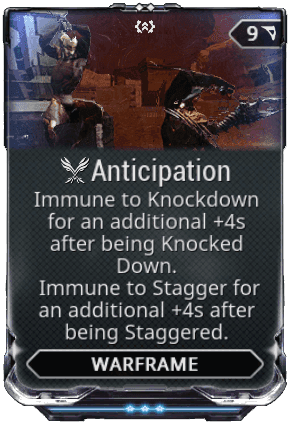 9
Anticipation
Immune to Knockdown
for an additional +4s
after being Knocked
Down.
Immune to Stagger for
an additional +4s after
being Staggered.
WARFRAME